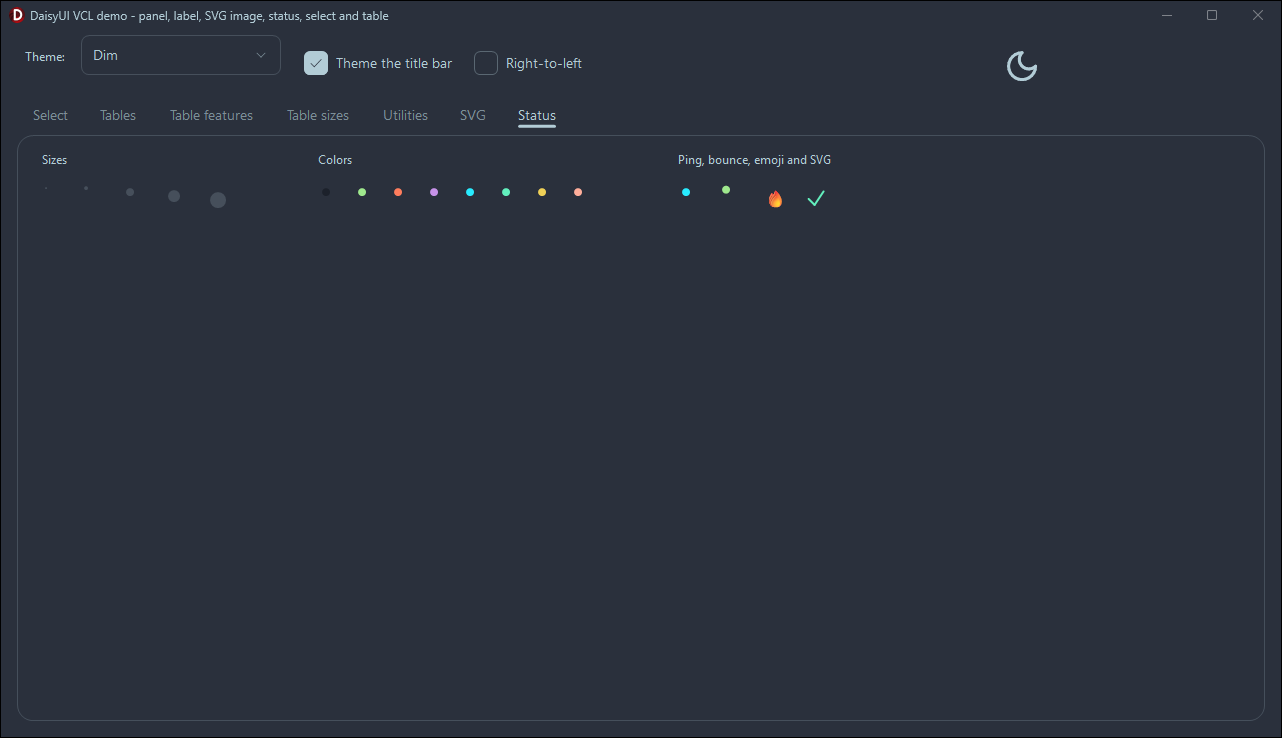 DaisyUI VCL demo - panel, label, SVG image, status, select and table
Theme: Dim Theme the title bar Right-to-left
Select Tables Table features Table sizes Utilities SVG Status
Sizes Colors Ping, bounce, emoji and SVG